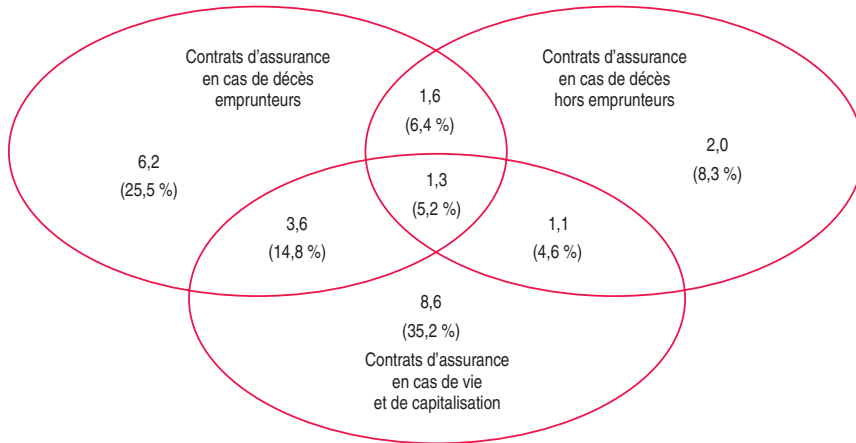 Contrats d'assurance
en cas de décès
emprunteurs
Contrats d'assurance
en cas de décès
hors emprunteurs
1,6
(6,4 %)
6,2
(25,5 %)
2,0
(8,3 %)
1,3
(5,2 %)
3,6
(14,8 %)
1,1
(4,6 %)
8,6
(35,2 %)
Contrats d'assurance
en cas de vie
et de capitalisation